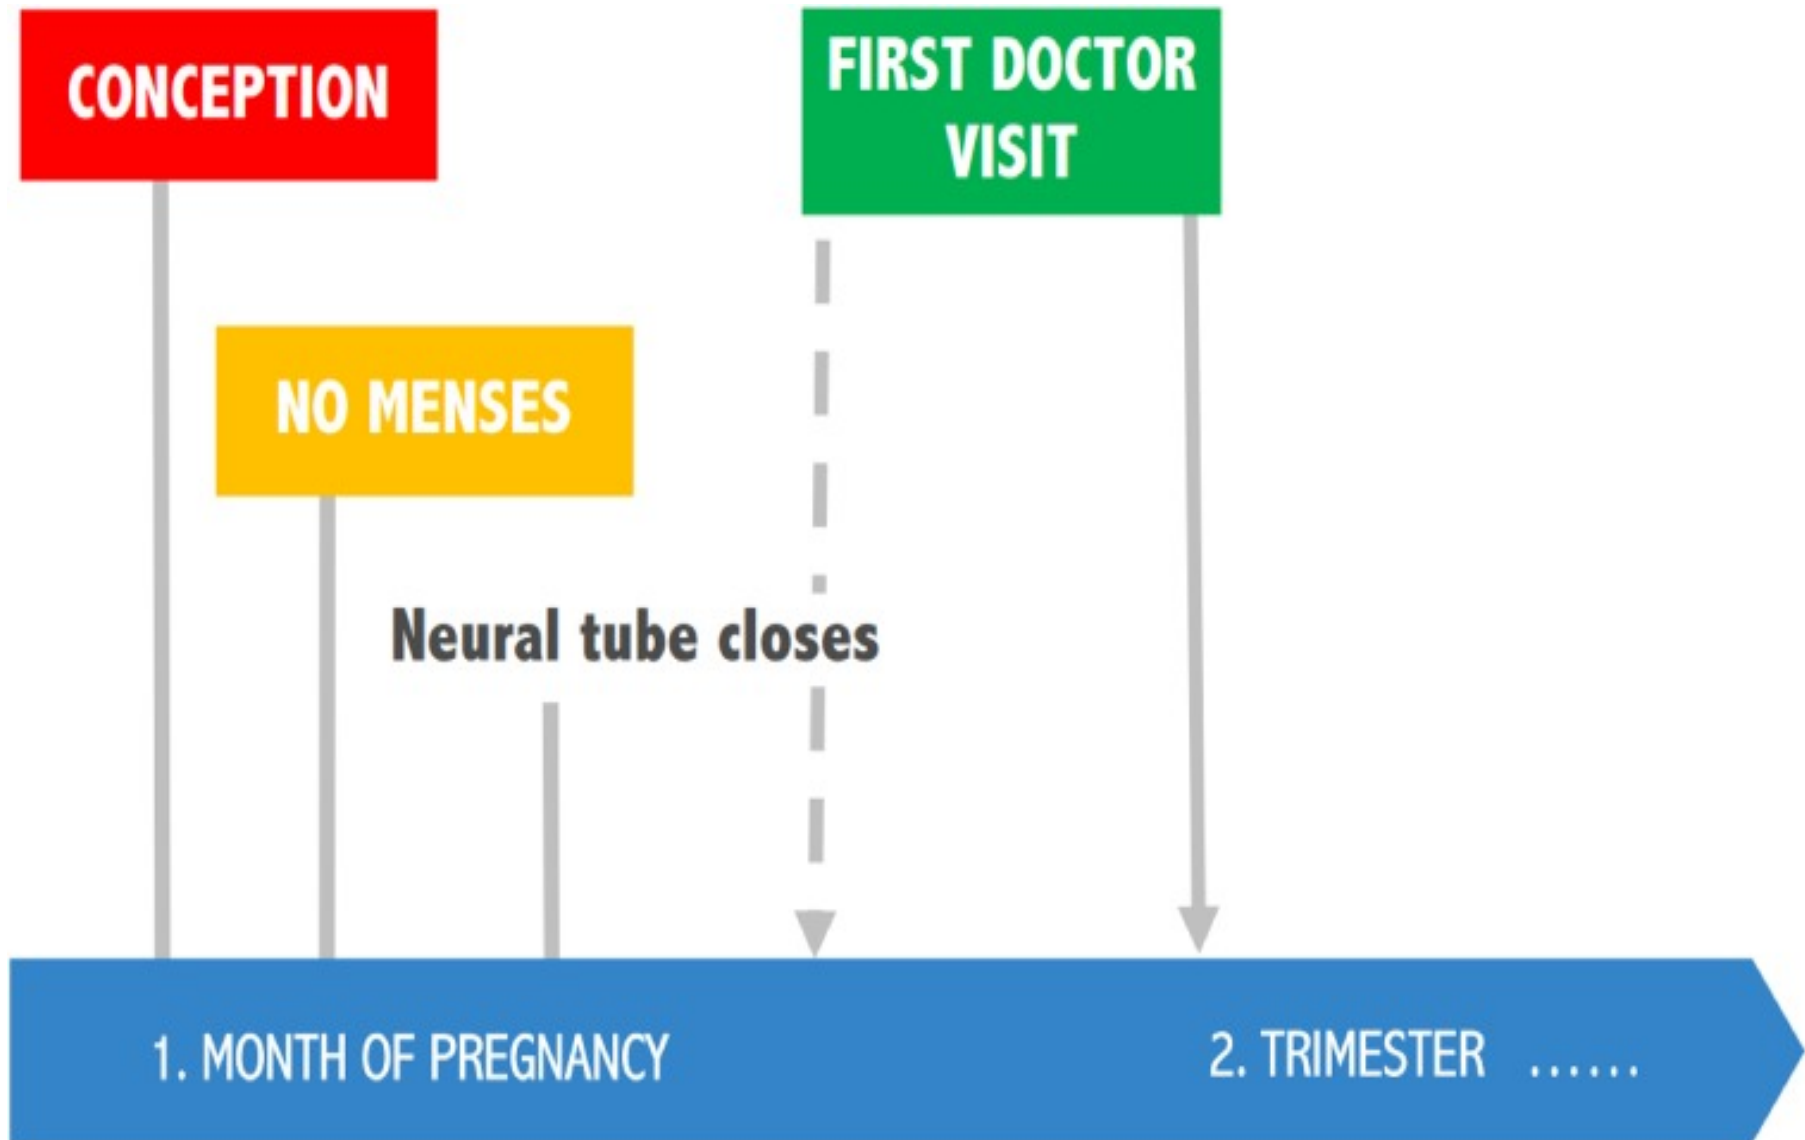 CONCEPTION
FIRST DOCTOR
VISIT
NO MENSES
Neural tube closes
1. MONTH OF PREGNANCY
2. TRIMESTER ......